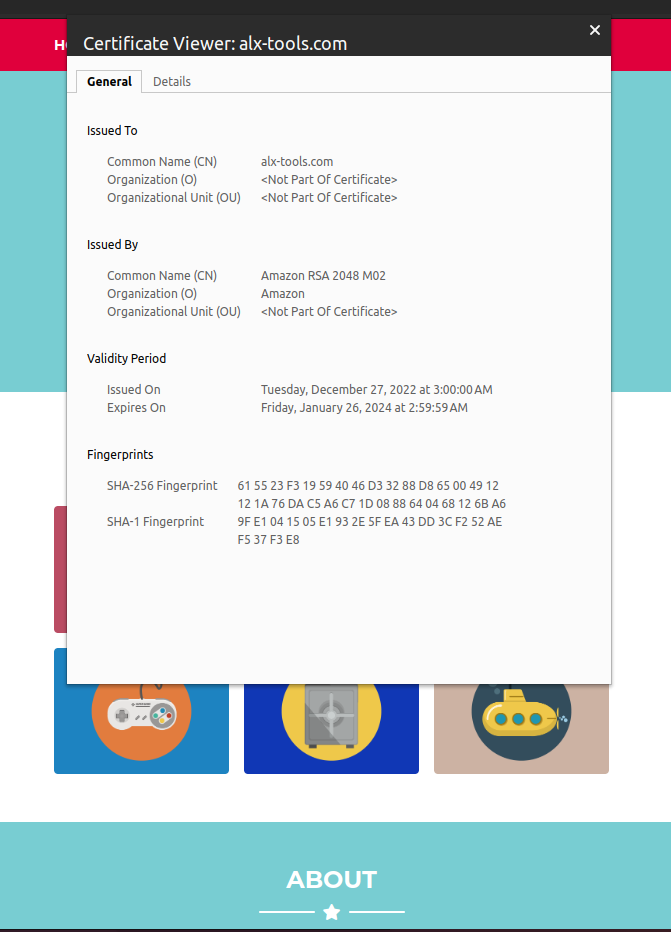 Certificate Viewer: alx-tools.com
General Details
Issued To
Common Name (CN) alx-tools.com
Organization (O) <Not Part Of Certificate>
Organizational Unit (OU) <Not Part Of Certificate>
Issued By
Common Name (CN) Amazon RSA 2048 M02
Organization (O) Amazon
Organizational Unit (OU) <Not Part Of Certificate>
Validity Period
Issued On Tuesday, December 27, 2022 at 3:00:00 AM
Expires On Friday, January 26, 2024 at 2:59:59 AM
Fingerprints
SHA-256 Fingerprint 61 55 23 F3 19 59 40 46 D3 32 88 D8 65 00 49 12
12 1A 76 DA C5 A6 C7 1D 08 88 64 04 68 12 6B A6
SHA-1 Fingerprint 9F E1 04 15 05 E1 93 2E 5F EA 43 DD 3C F2 52 AE
F5 37 F3 E8
ABOUT